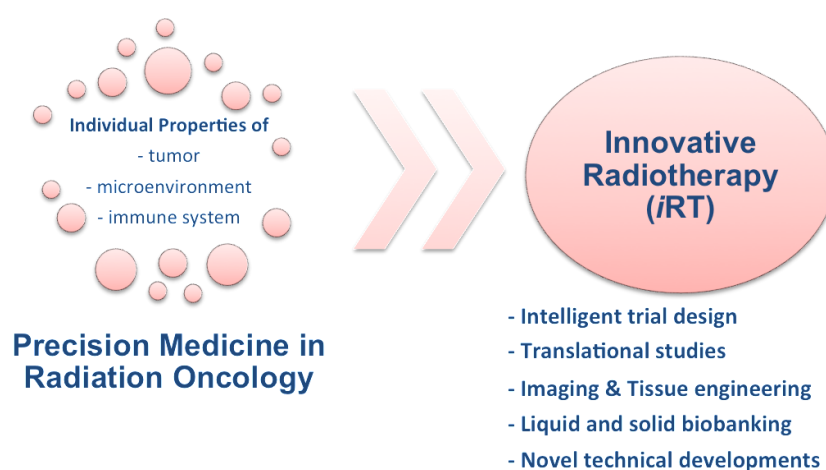 Individual Properties of
- tumor
- microenvironment
- immune system
Precision Medicine in
Radiation Oncology
Innovative
Radiotherapy
(iRT)
- Intelligent trial design
- Translational studies
- Imaging & Tissue engineering
- Liquid and solid biobanking
- Novel technical developments